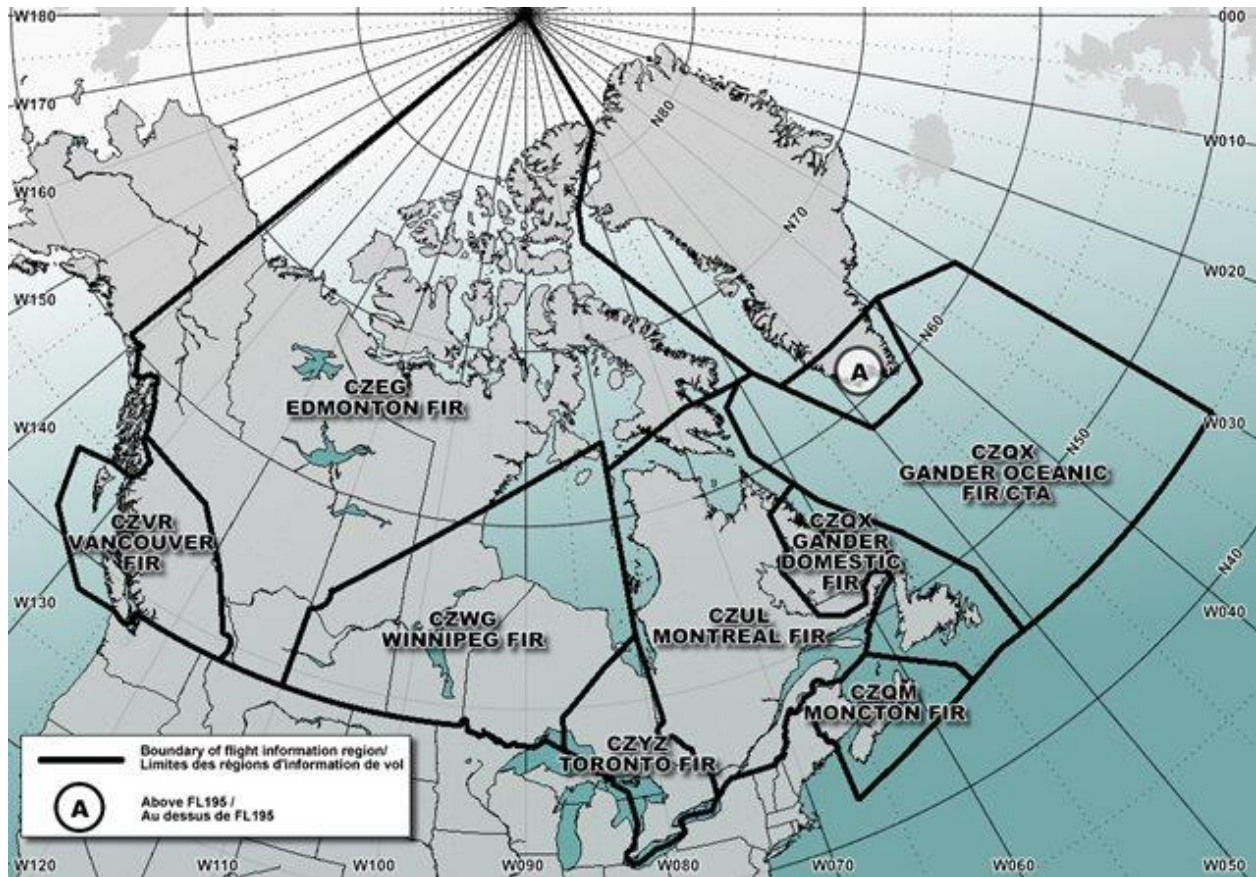 W180
000
W170
N80
W010
W160
N70
W020
W150
N60
CZEG
EDMONTON FIR
A
W140
W030
N50
CZQX
GANDER OCEANIC
FIR/CTA
CZVR
VANCOUVER
FIR
CZQX
GANDER
DOMESTIC
FIR
N40
W130
W040
CZWG
WINNIPEG FIR
CZUL
MONTREAL FIR
CZQM
MONCTON FIR
CZYZ
TORONTO FIR
Boundary of flight information region/
Limites des régions d'information de vol
A
Above FL195 /
Au dessus de FL195
W120
W110
W100
W090
W080
W070
W060
W050